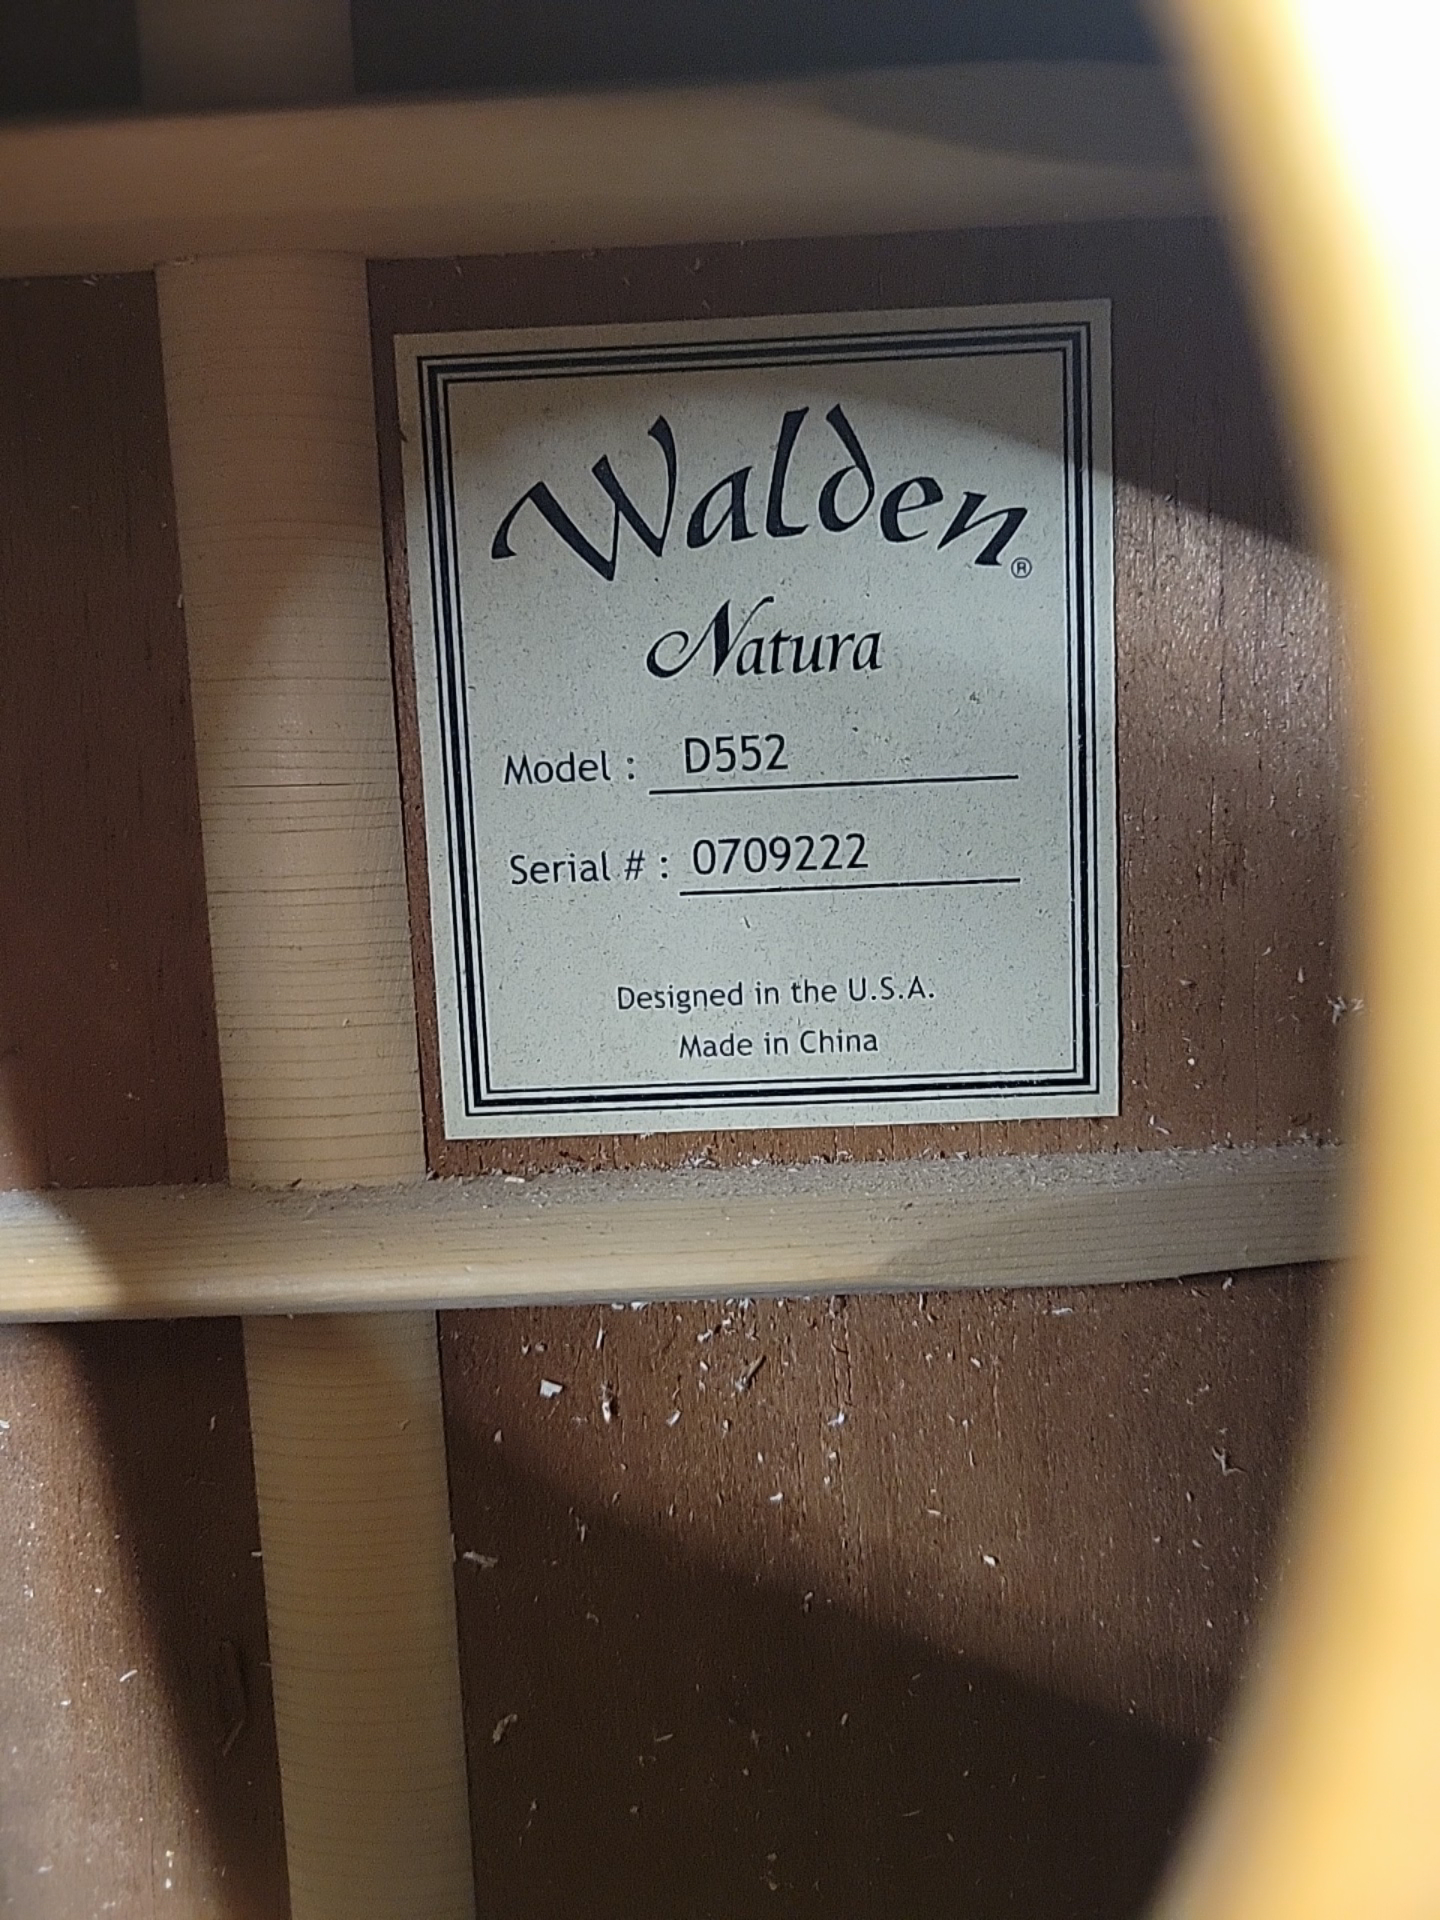 Walden®
Natura
Model : D552
Serial # : 0709222
Designed in the U.S.A.
Made in China